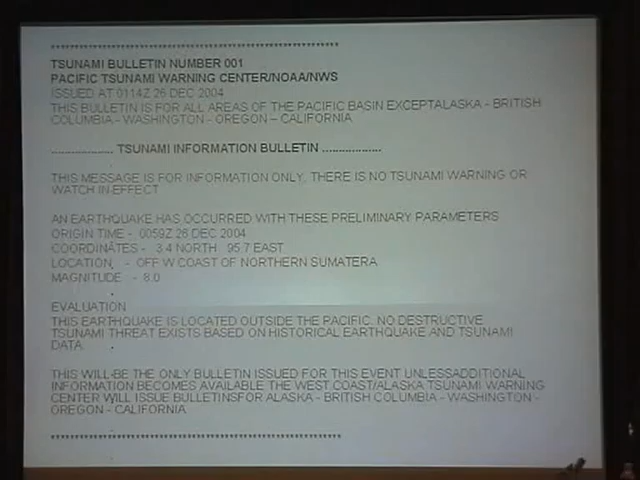 ************************************************************
TSUNAMI BULLETIN NUMBER 001
PACIFIC TSUNAMI WARNING CENTER/NOAA/NWS
ISSUED AT 0114Z 26 DEC 2004
THIS BULLETIN IS FOR ALL AREAS OF THE PACIFIC BASIN EXCEPTALASKA - BRITISH
COLUMBIA - WASHINGTON - OREGON – CALIFORNIA
.................. TSUNAMI INFORMATION BULLETIN .................
THIS MESSAGE IS FOR INFORMATION ONLY. THERE IS NO TSUNAMI WARNING OR
WATCH IN EFFECT
AN EARTHQUAKE HAS OCCURRED WITH THESE PRELIMINARY PARAMETERS
ORIGIN TIME - 0059Z 26 DEC 2004
COORDINATES - 3.4 NORTH 95.7 EAST
LOCATION - OFF W COAST OF NORTHERN SUMATERA
MAGNITUDE - 8.0
EVALUATION
THIS EARTHQUAKE IS LOCATED OUTSIDE THE PACIFIC. NO DESTRUCTIVE
TSUNAMI THREAT EXISTS BASED ON HISTORICAL EARTHQUAKE AND TSUNAMI
DATA.
THIS WILL BE THE ONLY BULLETIN ISSUED FOR THIS EVENT UNLESSADDITIONAL
INFORMATION BECOMES AVAILABLE THE WEST COAST/ALASKA TSUNAMI WARNING
CENTER WILL ISSUE BULLETINSFOR ALASKA - BRITISH COLUMBIA - WASHINGTON -
OREGON - CALIFORNIA
************************************************************